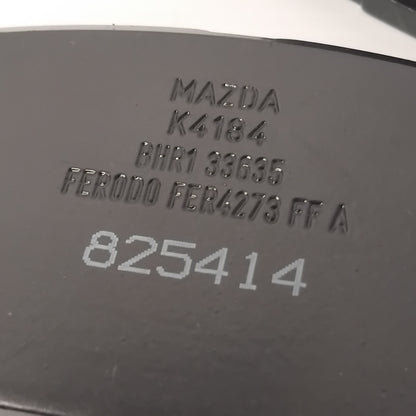 MAZDA
K4184
BHR1 33635
FERODO FER4273 FF A
825414